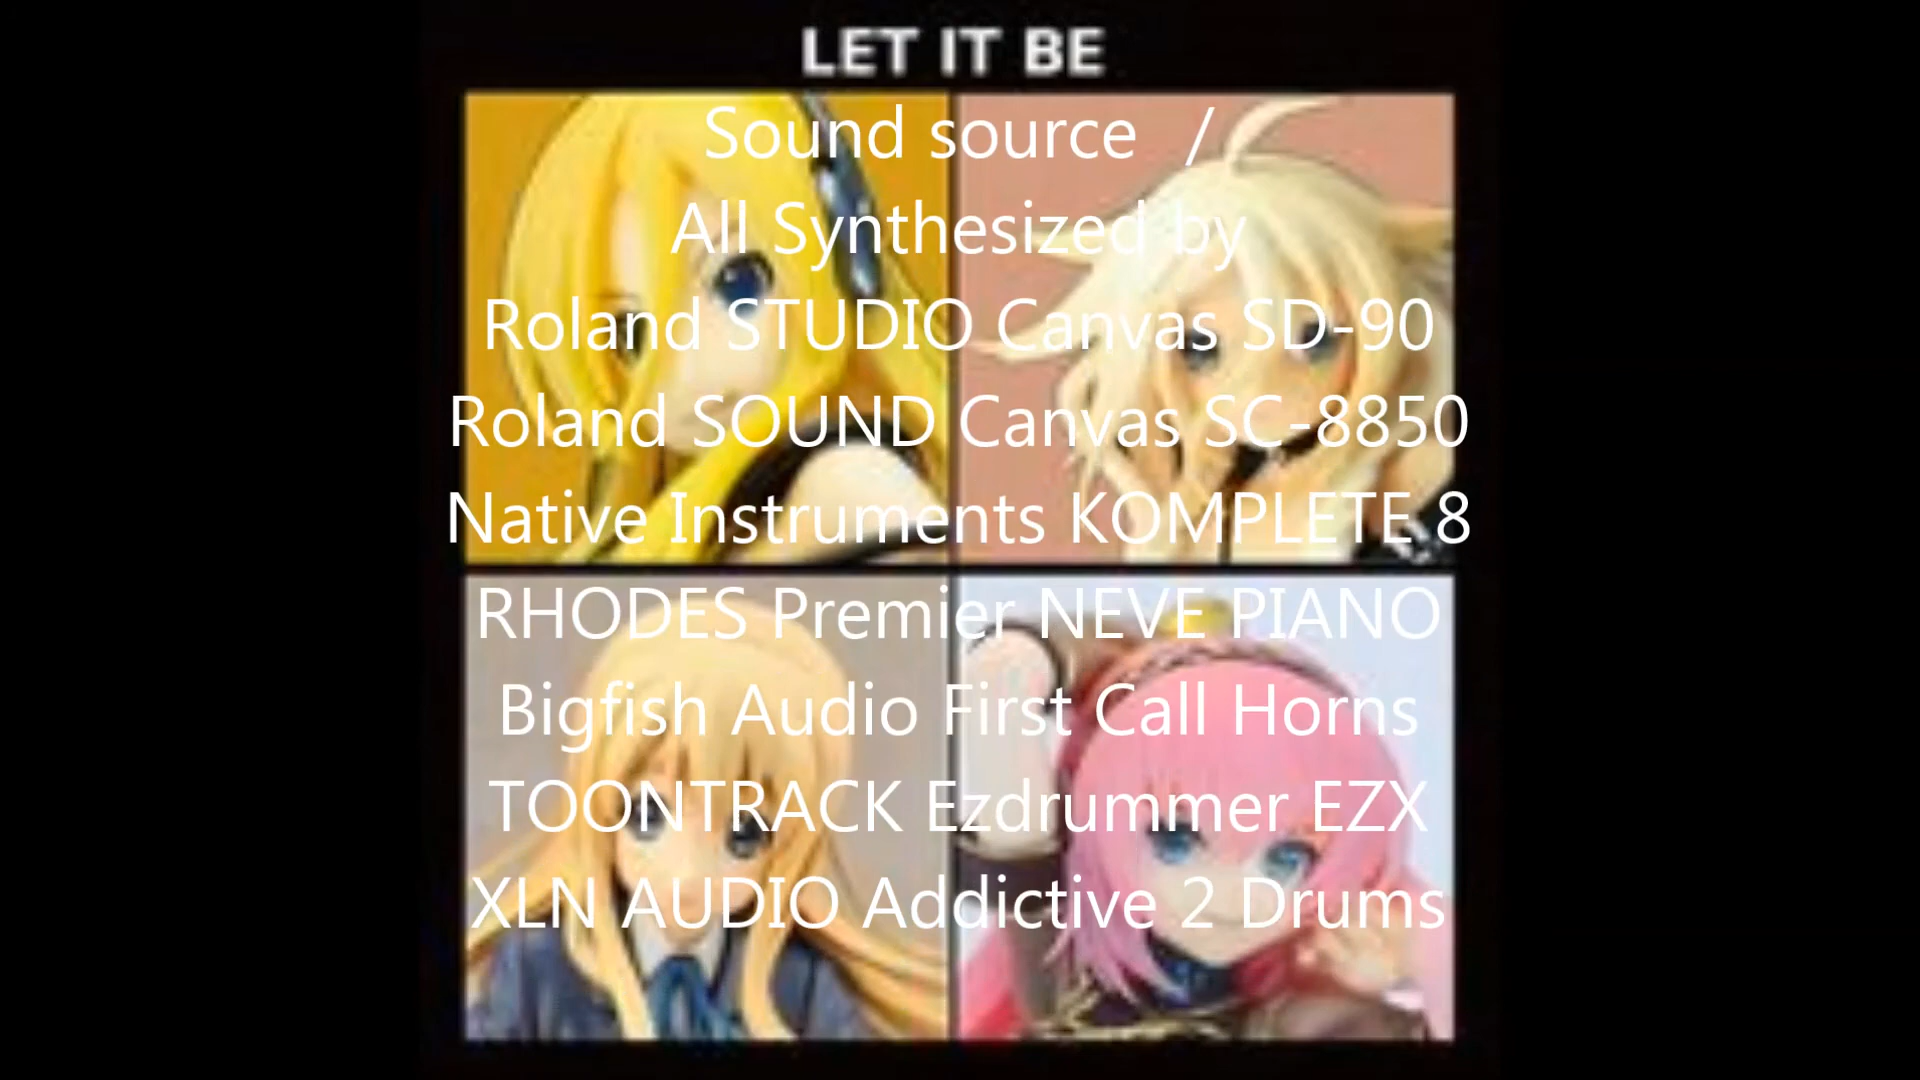 LET IT BE
Sound source  /
All Synthesized by
Roland STUDIO Canvas SD-90
Roland SOUND Canvas SC-8850
Native Instruments KOMPLETE 8
RHODES Premier NEVE PIANO
Bigfish Audio First Call Horns
TOONTRACK Ezdrummer EZX
XLN AUDIO Addictive 2 Drums